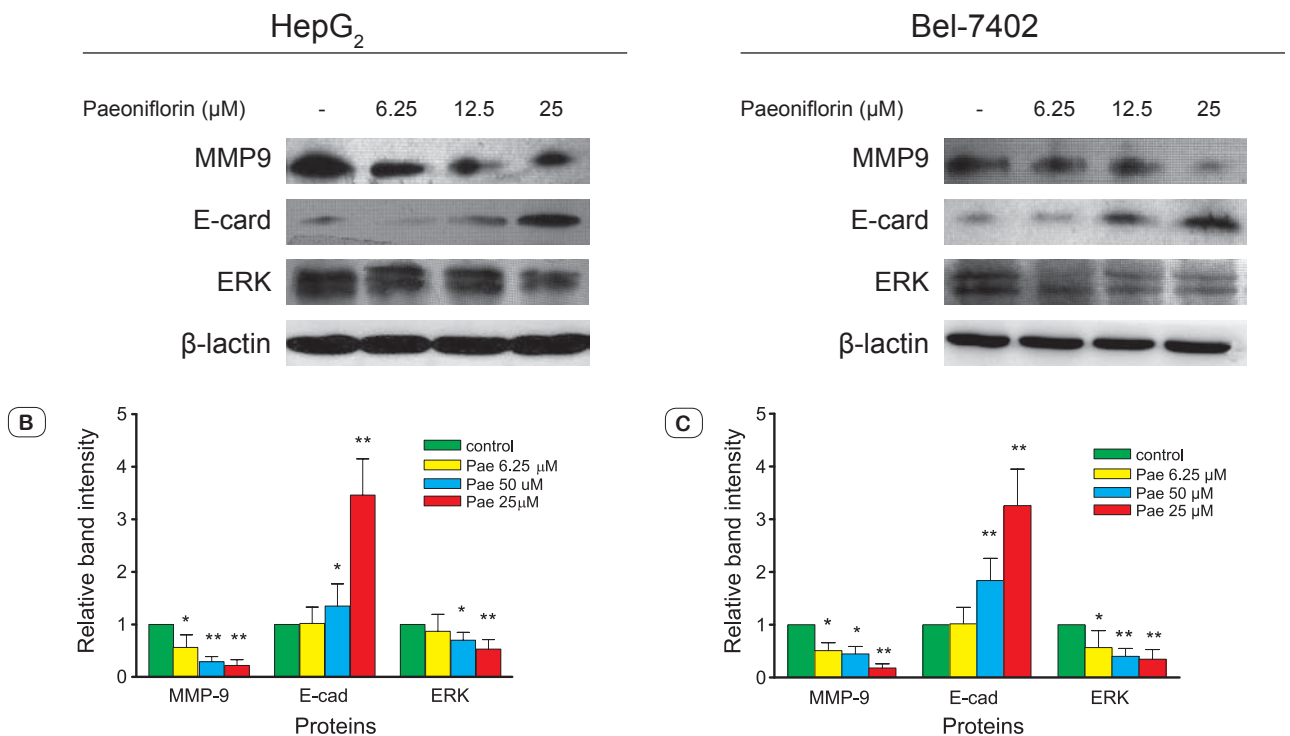 HepG2
Bel-7402
Paeoniflorin (µM) - 6.25 12.5 25
MMP9
E-card
ERK
β-lactin
Paeoniflorin (µM) - 6.25 12.5 25
MMP9
E-card
ERK
β-lactin
B
Relative band intensity
5
4
3
2
1
0
control
Pae 6.25 µM
Pae 50 uM
Pae 25µM
* ** **
* **
* **
MMP-9 E-cad ERK
Proteins
C
Relative band intensity
5
4
3
2
1
0
control
Pae 6.25 µM
Pae 50 µM
Pae 25 µM
* * **
** **
* ** **
MMP-9 E-cad ERK
Proteins